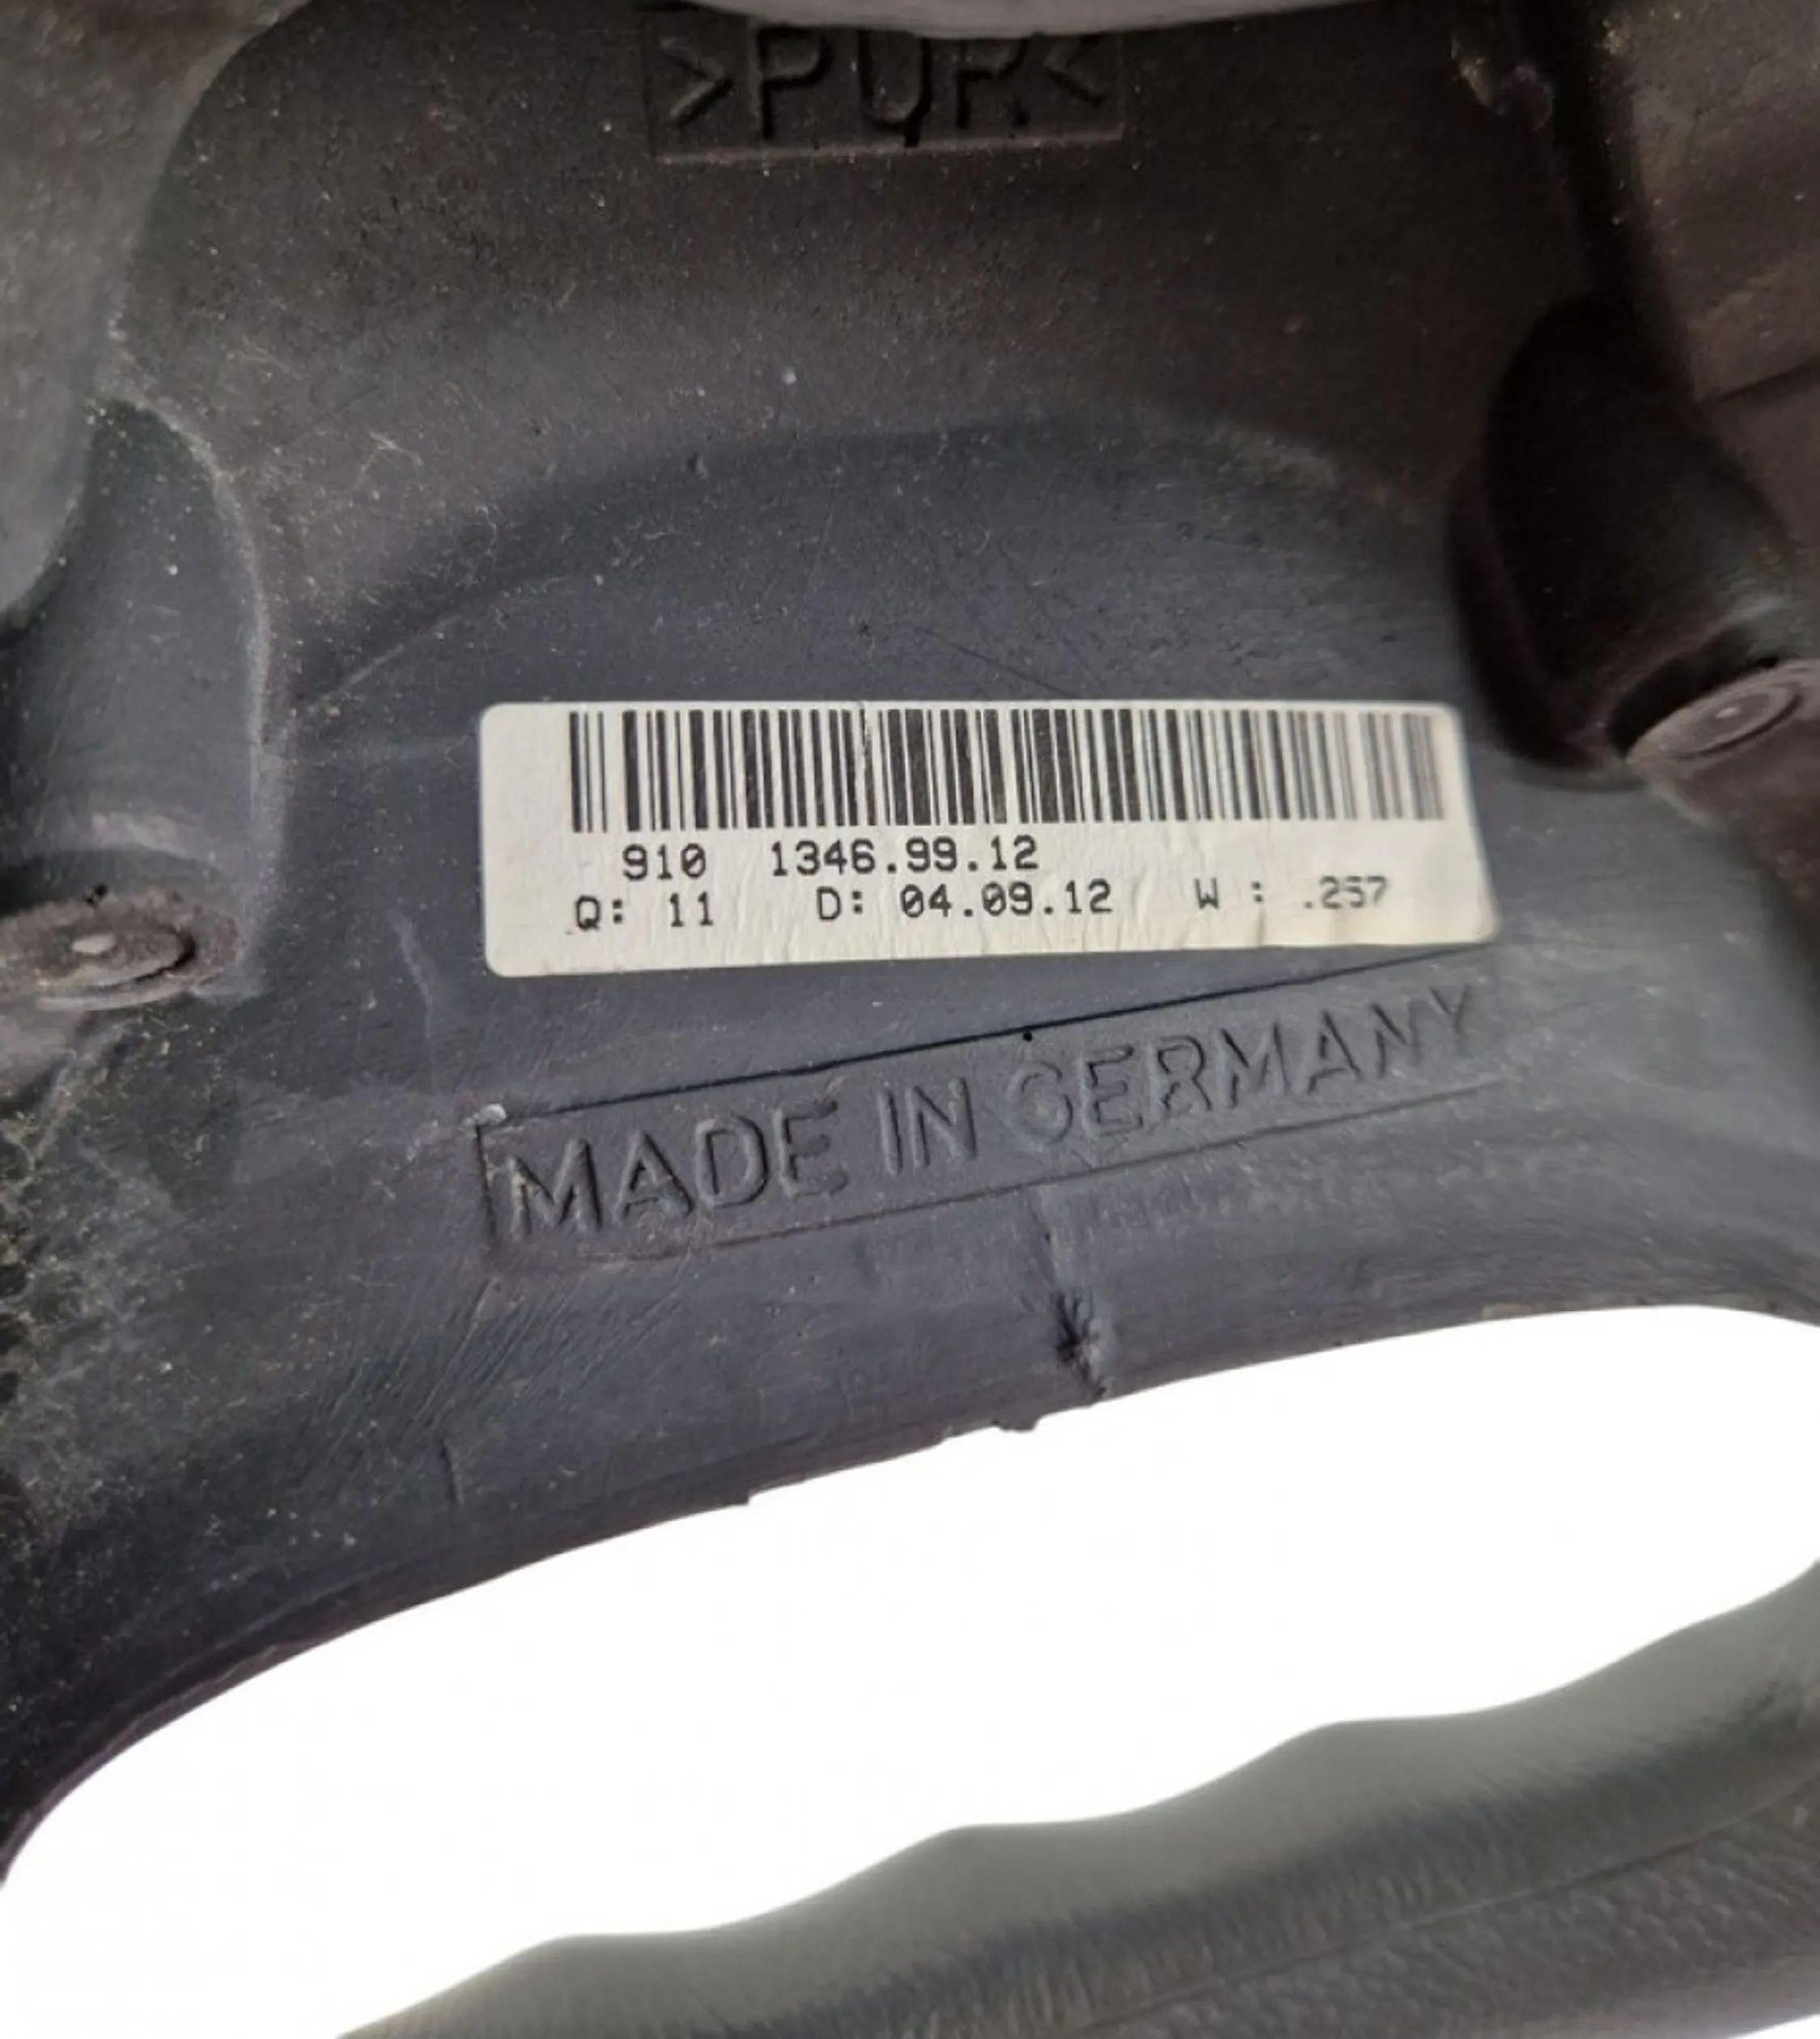 >PUR<
910 1346.99.12
Q: 11 D: 04.09.12 W : .257
MADE IN GERMANY